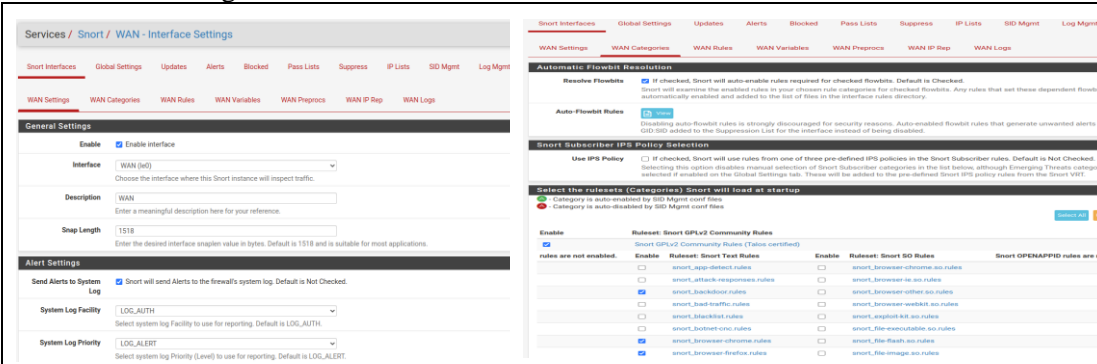 Services / Snort / WAN - Interface Settings
Snort Interfaces Global Settings Updates Alerts Blocked Pass Lists Suppress IP Lists SID Mgmt Log Mgmt
WAN Settings WAN Categories WAN Rules WAN Variables WAN Preprocs WAN IP Rep WAN Logs
General Settings
Enable Enable interface
Interface WAN (le0)
Choose the interface where this Snort instance will inspect traffic.
Description WAN
Enter a meaningful description here for your reference.
Snap Length 1518
Enter the desired interface snaplen value in bytes. Default is 1518 and is suitable for most applications.
Alert Settings
Send Alerts to System Log Snort will send Alerts to the firewall's system log. Default is Not Checked.
System Log Facility LOG_AUTH
Select system log Facility to use for reporting. Default is LOG_AUTH.
System Log Priority LOG_ALERT
Select system log Priority (Level) to use for reporting. Default is LOG_ALERT.
Snort Interfaces Global Settings Updates Alerts Blocked Pass Lists Suppress IP Lists SID Mgmt Log Mgmt
WAN Settings WAN Categories WAN Rules WAN Variables WAN Preprocs WAN IP Rep WAN Logs
Automatic Flowbit Resolution
Resolve Flowbits If checked, Snort will auto-enable rules required for checked flowbits. Default is Checked.
Snort will examine the enabled rules in your chosen rule categories for checked flowbits. Any rules that set these dependent flowb
automatically enabled and added to the list of files in the interface rules directory.
Auto-Flowbit Rules View
Disabling auto-flowbit rules is strongly discouraged for security reasons. Auto-enabled flowbit rules that generate unwanted alerts
GID:SID added to the Suppression List for the interface instead of being disabled.
Snort Subscriber IPS Policy Selection
Use IPS Policy If checked, Snort will use rules from one of three pre-defined IPS policies in the Snort Subscriber rules. Default is Not Checked.
Selecting this option disables manual selection of Snort Subscriber categories in the list below, although Emerging Threats catego
selected if enabled on the Global Settings tab. These will be added to the pre-defined Snort IPS policy rules from the Snort VRT.
Select the rulesets (Categories) Snort will load at startup
- Category is auto-enabled by SID Mgmt conf files
- Category is auto-disabled by SID Mgmt conf files
Select All
Enable Ruleset: Snort GPLv2 Community Rules
Snort GPLv2 Community Rules (Talos certified)
rules are not enabled. Enable Ruleset: Snort Text Rules Enable Ruleset: Snort SO Rules Snort OPENAPPID rules are
snort_app-detect.rules snort_browser-chrome.so.rules
snort_attack-responses.rules snort_browser-ie.so.rules
snort_backdoor.rules snort_browser-other.so.rules
snort_bad-traffic.rules snort_browser-webkit.so.rules
snort_blacklist.rules snort_exploit-kit.so.rules
snort_botnet-cnc.rules snort_file-executable.so.rules
snort_browser-chrome.rules snort_file-flash.so.rules
snort_browser-firefox.rules snort_file-image.so.rules